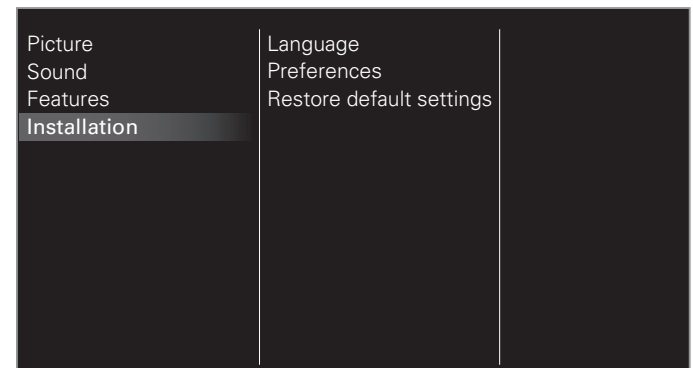 Picture
Sound
Features
Installation
Language
Preferences
Restore default settings